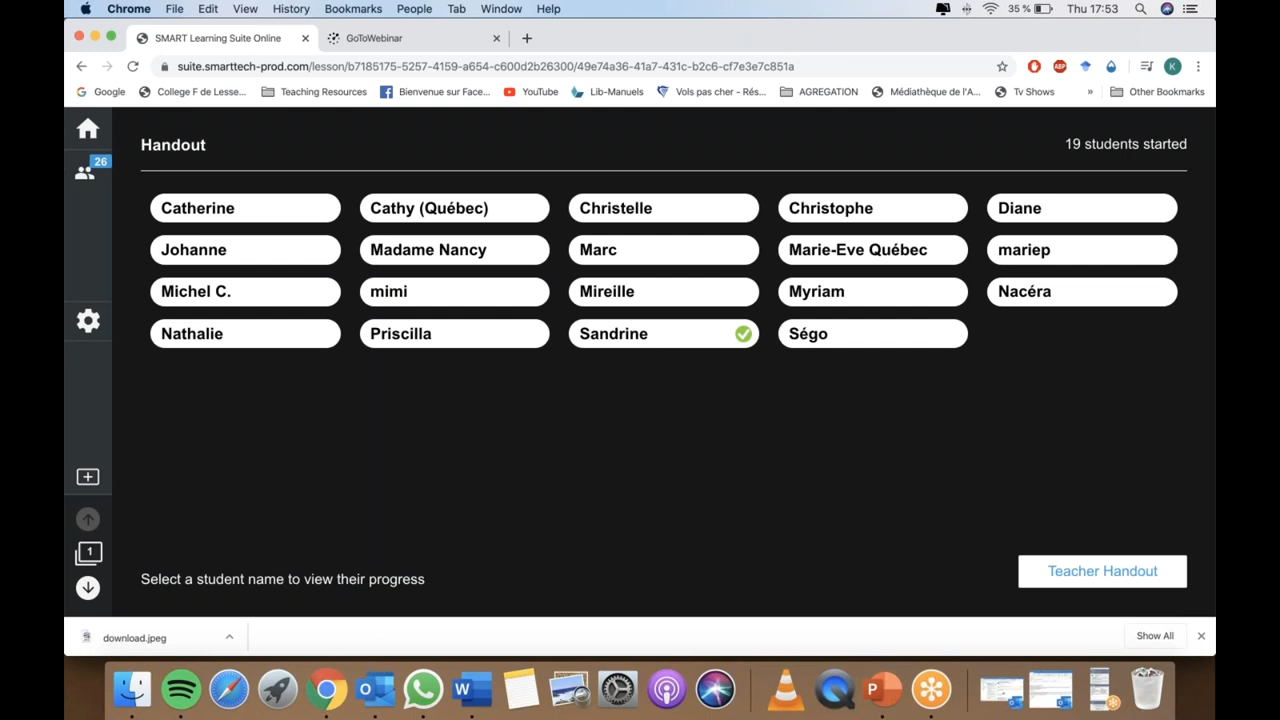 Chrome File Edit View History Bookmarks People Tab Window Help 35 % Thu 17:53
SMART Learning Suite Online GoToWebinar
suite.smarttech-prod.com/lesson/b7185175-5257-4159-a654-c600d2b26300/49e74a36-41a7-431c-b2c6-cf7e3e7c851a ABP K
Google College F de Lesse... Teaching Resources Bienvenue sur Face... YouTube Lib-Manuels Vols pas cher - Rés... AGREGATION Médiathèque de l'A... Tv Shows » Other Bookmarks
Handout 19 students started
26
Catherine Cathy (Québec) Christelle Christophe Diane
Johanne Madame Nancy Marc Marie-Eve Québec mariep
Michel C. mimi Mireille Myriam Nacéra
Nathalie Priscilla Sandrine Ségo
1
Select a student name to view their progress Teacher Handout
download.jpeg Show All